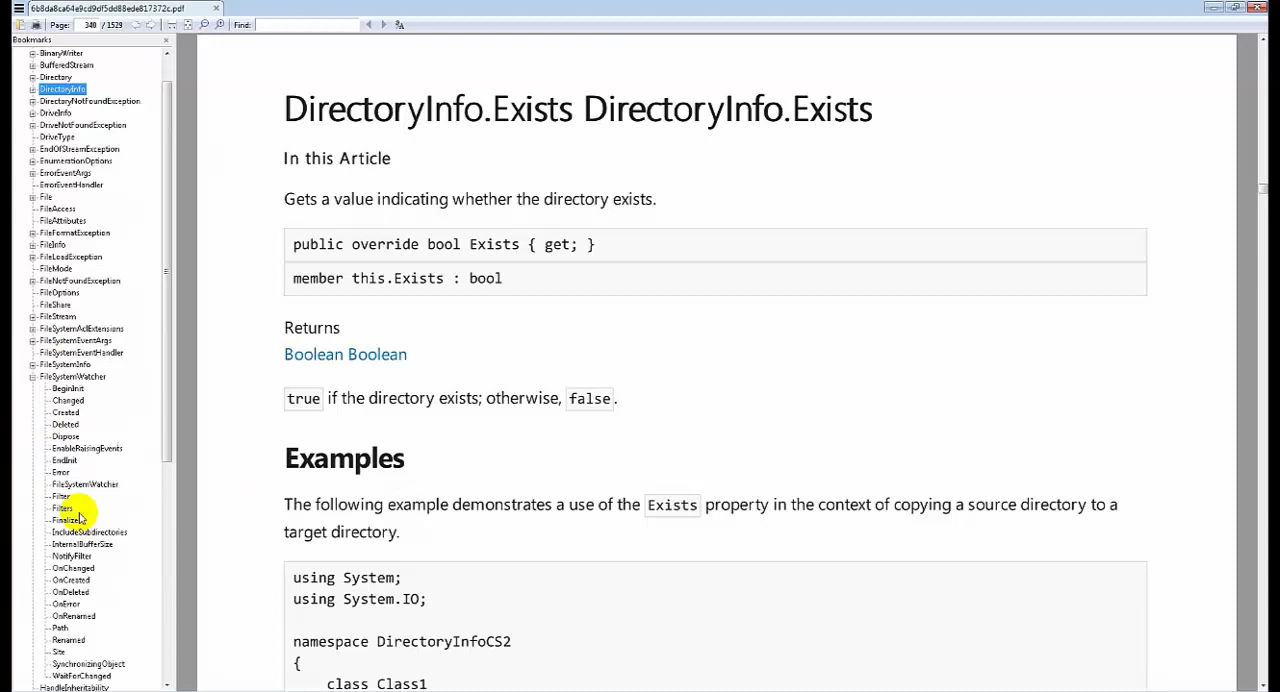 6b8da8ca64e9cd9df5dd88ede817372c.pdf
Page: 340 / 1529 Find:
Bookmarks
BinaryWriter
BufferedStream
Directory
DirectoryInfo
DirectoryNotFoundException
DriveInfo
DriveNotFoundException
DriveType
EndOfStreamException
EnumerationOptions
ErrorEventArgs
ErrorEventHandler
File
FileAccess
FileAttributes
FileFormatException
FileInfo
FileLoadException
FileMode
FileNotFoundException
FileOptions
FileShare
FileStream
FileSystemAclExtensions
FileSystemEventArgs
FileSystemEventHandler
FileSystemInfo
FileSystemWatcher
BeginInit
Changed
Created
Deleted
Dispose
EnableRaisingEvents
EndInit
Error
FileSystemWatcher
Filter
Filters
Finalize
IncludeSubdirectories
InternalBufferSize
NotifyFilter
OnChanged
OnCreated
OnDeleted
OnError
OnRenamed
Path
Renamed
Site
SynchronizingObject
WaitForChanged
HandleInheritability
DirectoryInfo.Exists DirectoryInfo.Exists
In this Article
Gets a value indicating whether the directory exists.
public override bool Exists { get; }
member this.Exists : bool
Returns
Boolean Boolean
true if the directory exists; otherwise, false.
Examples
The following example demonstrates a use of the Exists property in the context of copying a source directory to a
target directory.
using System;
using System.IO;
namespace DirectoryInfoCS2
{
class Class1